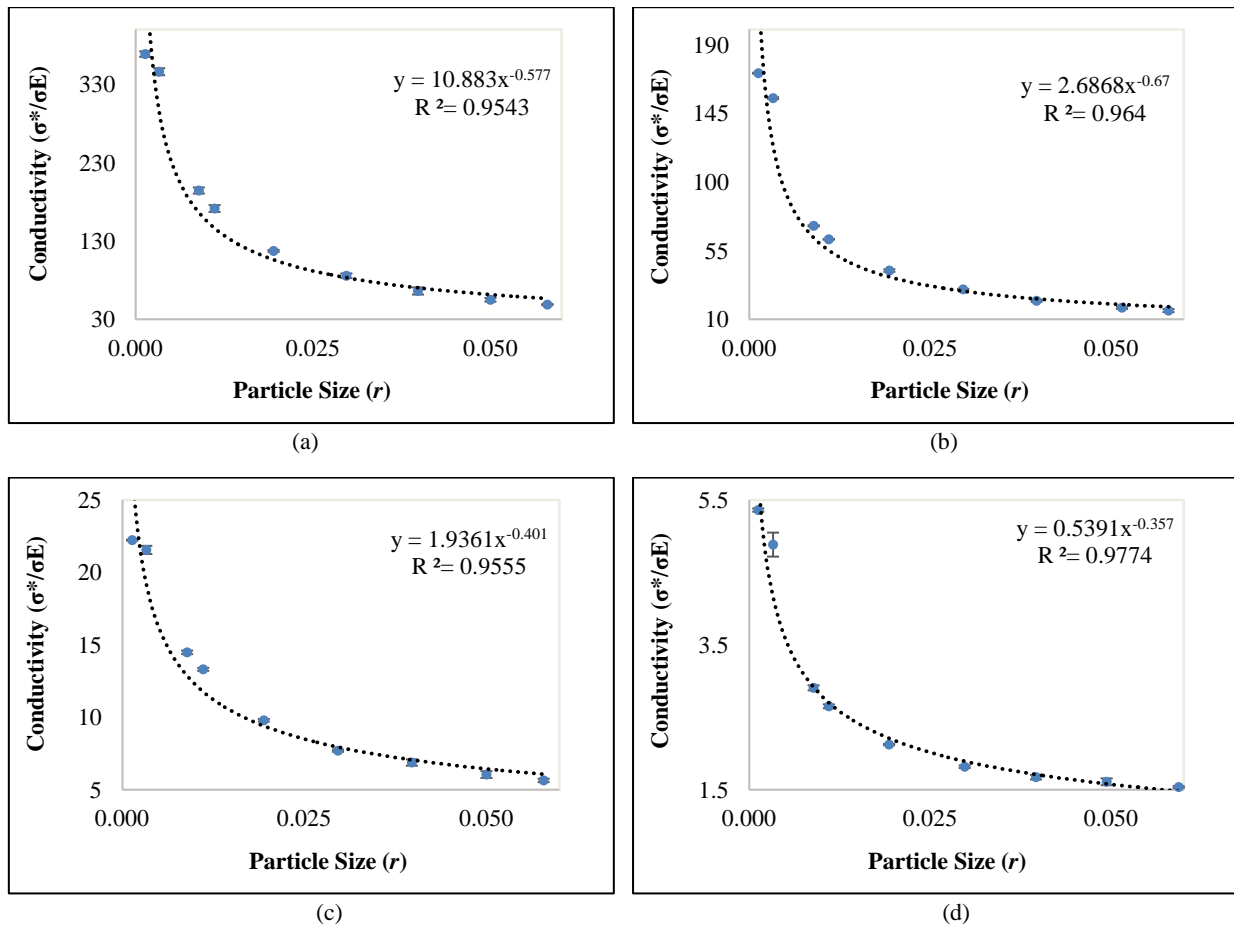 330
230
130
30
Conductivity (σ*/σE)
y = 10.883x^-0.577
R ²= 0.9543
0.000 0.025 0.050
Particle Size (r)
(a)
190
145
100
55
10
Conductivity (σ*/σE)
y = 2.6868x^-0.67
R ²= 0.964
0.000 0.025 0.050
Particle Size (r)
(b)
25
20
15
10
5
Conductivity (σ*/σE)
y = 1.9361x^-0.401
R ²= 0.9555
0.000 0.025 0.050
Particle Size (r)
(c)
5.5
3.5
1.5
Conductivity (σ*/σE)
y = 0.5391x^-0.357
R ²= 0.9774
0.000 0.025 0.050
Particle Size (r)
(d)